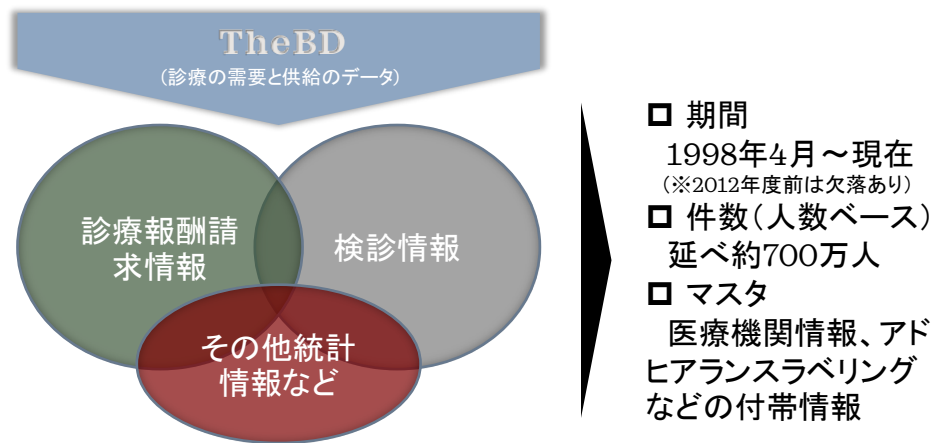 TheBD
(診療の需要と供給のデータ)
診療報酬請
求情報
検診情報
その他統計
情報など
□ 期間
1998年4月～現在
(※2012年度前は欠落あり)
□ 件数(人数ベース)
延べ約700万人
□ マスタ
医療機関情報、アド
ヒアランスラベリング
などの付帯情報